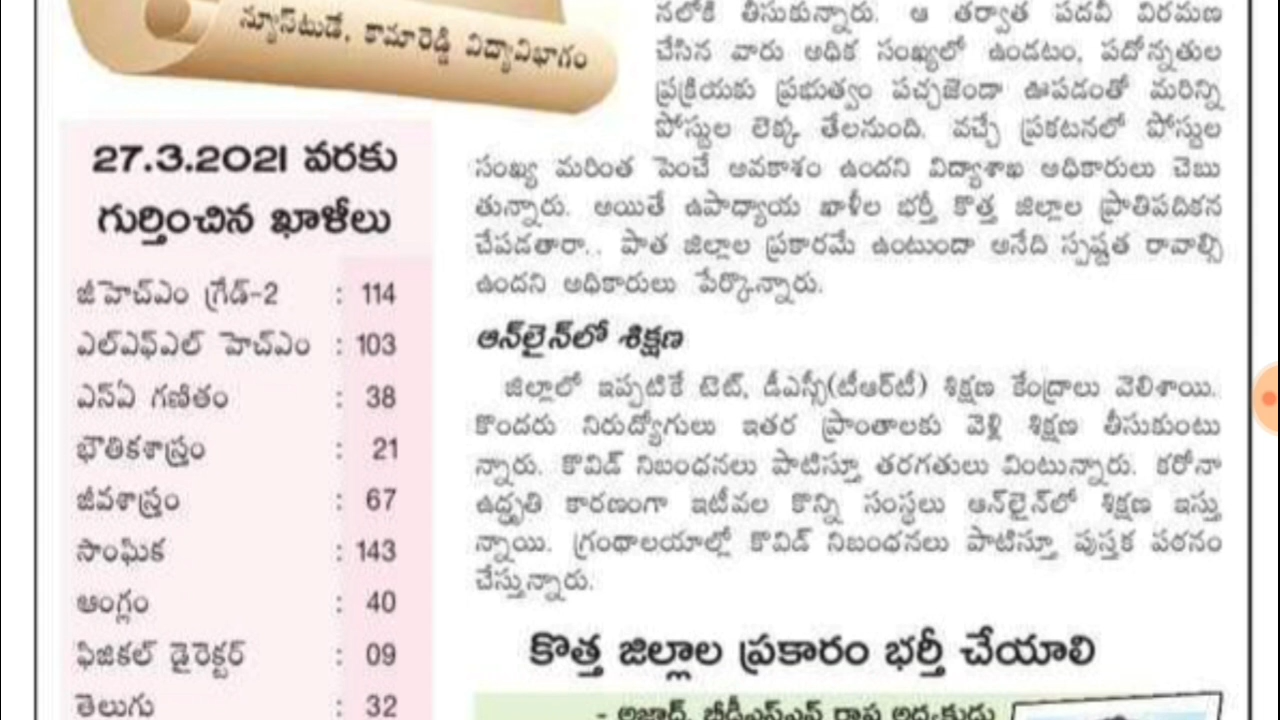 న్యూస్‌టుడే, కామారెడ్డి విద్యావిభాగం
27.3.2021 వరకు
గుర్తించిన ఖాళీలు
జీహెచ్ఎం గ్రేడ్-2 : 114
ఎల్ఎఫ్ఎల్ హెచ్ఎం : 103
ఎస్ఏ గణితం : 38
భౌతికశాస్త్రం : 21
జీవశాస్త్రం : 67
సాంఘిక : 143
ఆంగ్లం : 40
ఫిజికల్ డైరెక్టర్ : 09
తెలుగు : 32
నలోకి తీసుకున్నారు. ఆ తర్వాత పదవీ విరమణ
చేసిన వారు అధిక సంఖ్యలో ఉండటం, పదోన్నతుల
ప్రక్రియకు ప్రభుత్వం పచ్చజెండా ఊపడంతో మరిన్ని
పోస్టుల లెక్క తేలనుంది. వచ్చే ప్రకటనలో పోస్టుల
సంఖ్య మరింత పెంచే అవకాశం ఉందని విద్యాశాఖ అధికారులు చెబు
తున్నారు. అయితే ఉపాధ్యాయ ఖాళీల భర్తీ కొత్త జిల్లాల ప్రాతిపదికన
చేపడతారా.. పాత జిల్లాల ప్రకారమే ఉంటుందా అనేది స్పష్టత రావాల్సి
ఉందని అధికారులు పేర్కొన్నారు.
ఆన్‌లైన్‌లో శిక్షణ
జిల్లాలో ఇప్పటికే టెట్, డీఎస్సీ(టీఆర్‌టీ) శిక్షణ కేంద్రాలు వెలిశాయి.
కొందరు నిరుద్యోగులు ఇతర ప్రాంతాలకు వెళ్లి శిక్షణ తీసుకుంటు
న్నారు. కొవిడ్ నిబంధనలు పాటిస్తూ తరగతులు వింటున్నారు. కరోనా
ఉద్ధృతి కారణంగా ఇటీవల కొన్ని సంస్థలు ఆన్‌లైన్‌లో శిక్షణ ఇస్తు
న్నాయి. గ్రంథాలయాల్లో కొవిడ్ నిబంధనలు పాటిస్తూ పుస్తక పఠనం
చేస్తున్నారు.
కొత్త జిల్లాల ప్రకారం భర్తీ చేయాలి